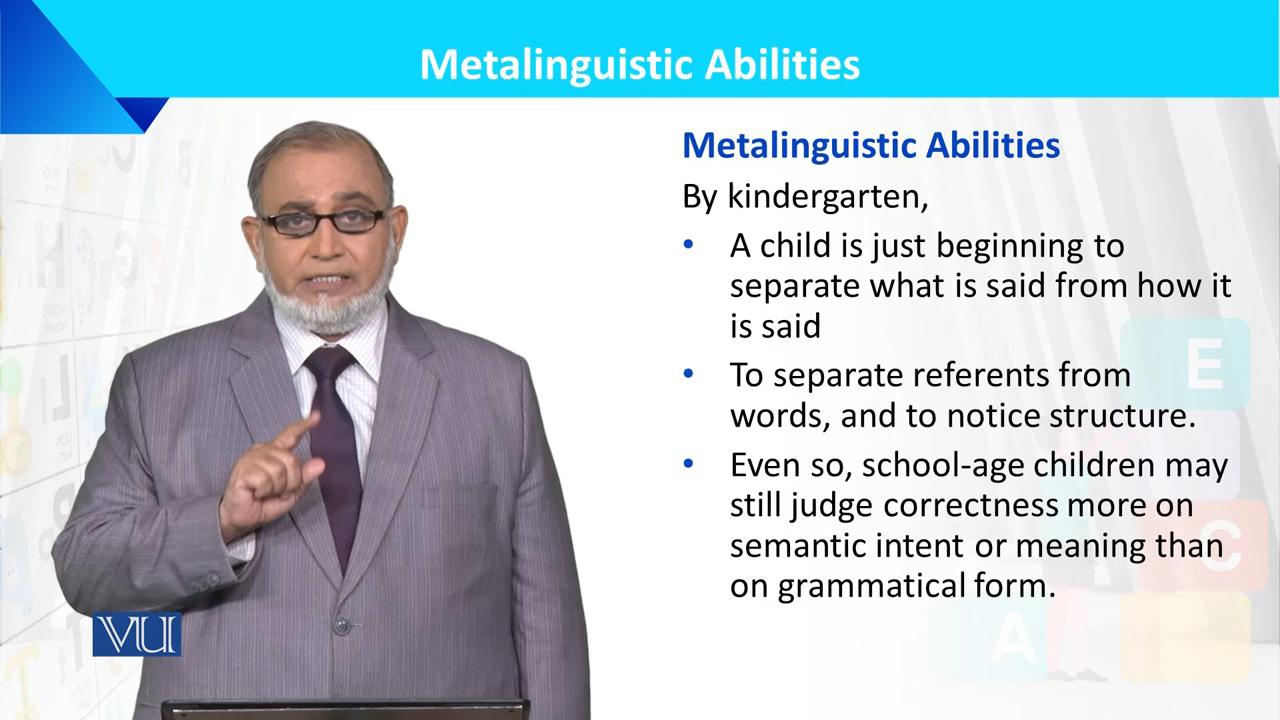 Metalinguistic Abilities
Metalinguistic Abilities
By kindergarten,
• A child is just beginning to
separate what is said from how it
is said
• To separate referents from
words, and to notice structure.
• Even so, school-age children may
still judge correctness more on
semantic intent or meaning than
on grammatical form.
VU
E
C
A